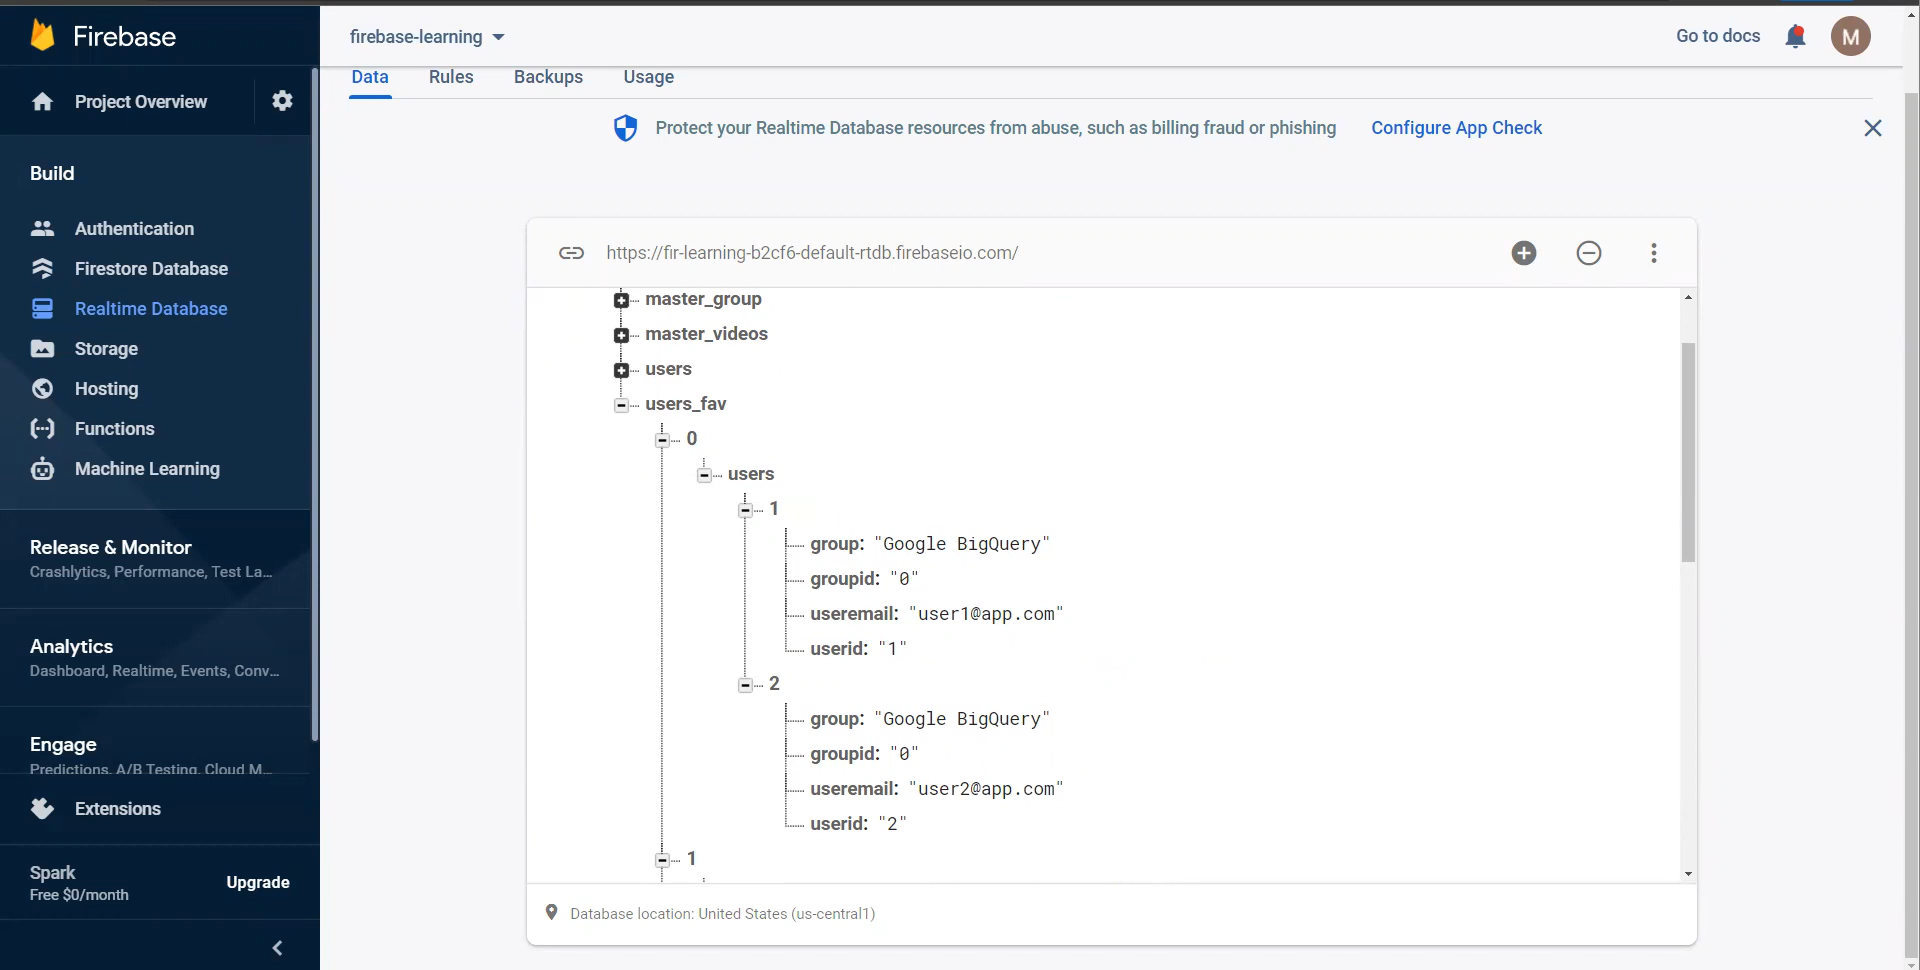 Firebase
Project Overview
Build
Authentication
Firestore Database
Realtime Database
Storage
Hosting
Functions
Machine Learning
Release & Monitor
Crashlytics, Performance, Test La...
Analytics
Dashboard, Realtime, Events, Conv...
Engage
Predictions, A/B Testing, Cloud M...
Extensions
Spark
Free $0/month
Upgrade
firebase-learning
Go to docs
M
Data Rules Backups Usage
Protect your Realtime Database resources from abuse, such as billing fraud or phishing Configure App Check
https://fir-learning-b2cf6-default-rtdb.firebaseio.com/
master_group
master_videos
users
users_fav
0
users
1
group: "Google BigQuery"
groupid: "0"
useremail: "user1@app.com"
userid: "1"
2
group: "Google BigQuery"
groupid: "0"
useremail: "user2@app.com"
userid: "2"
1
Database location: United States (us-central1)